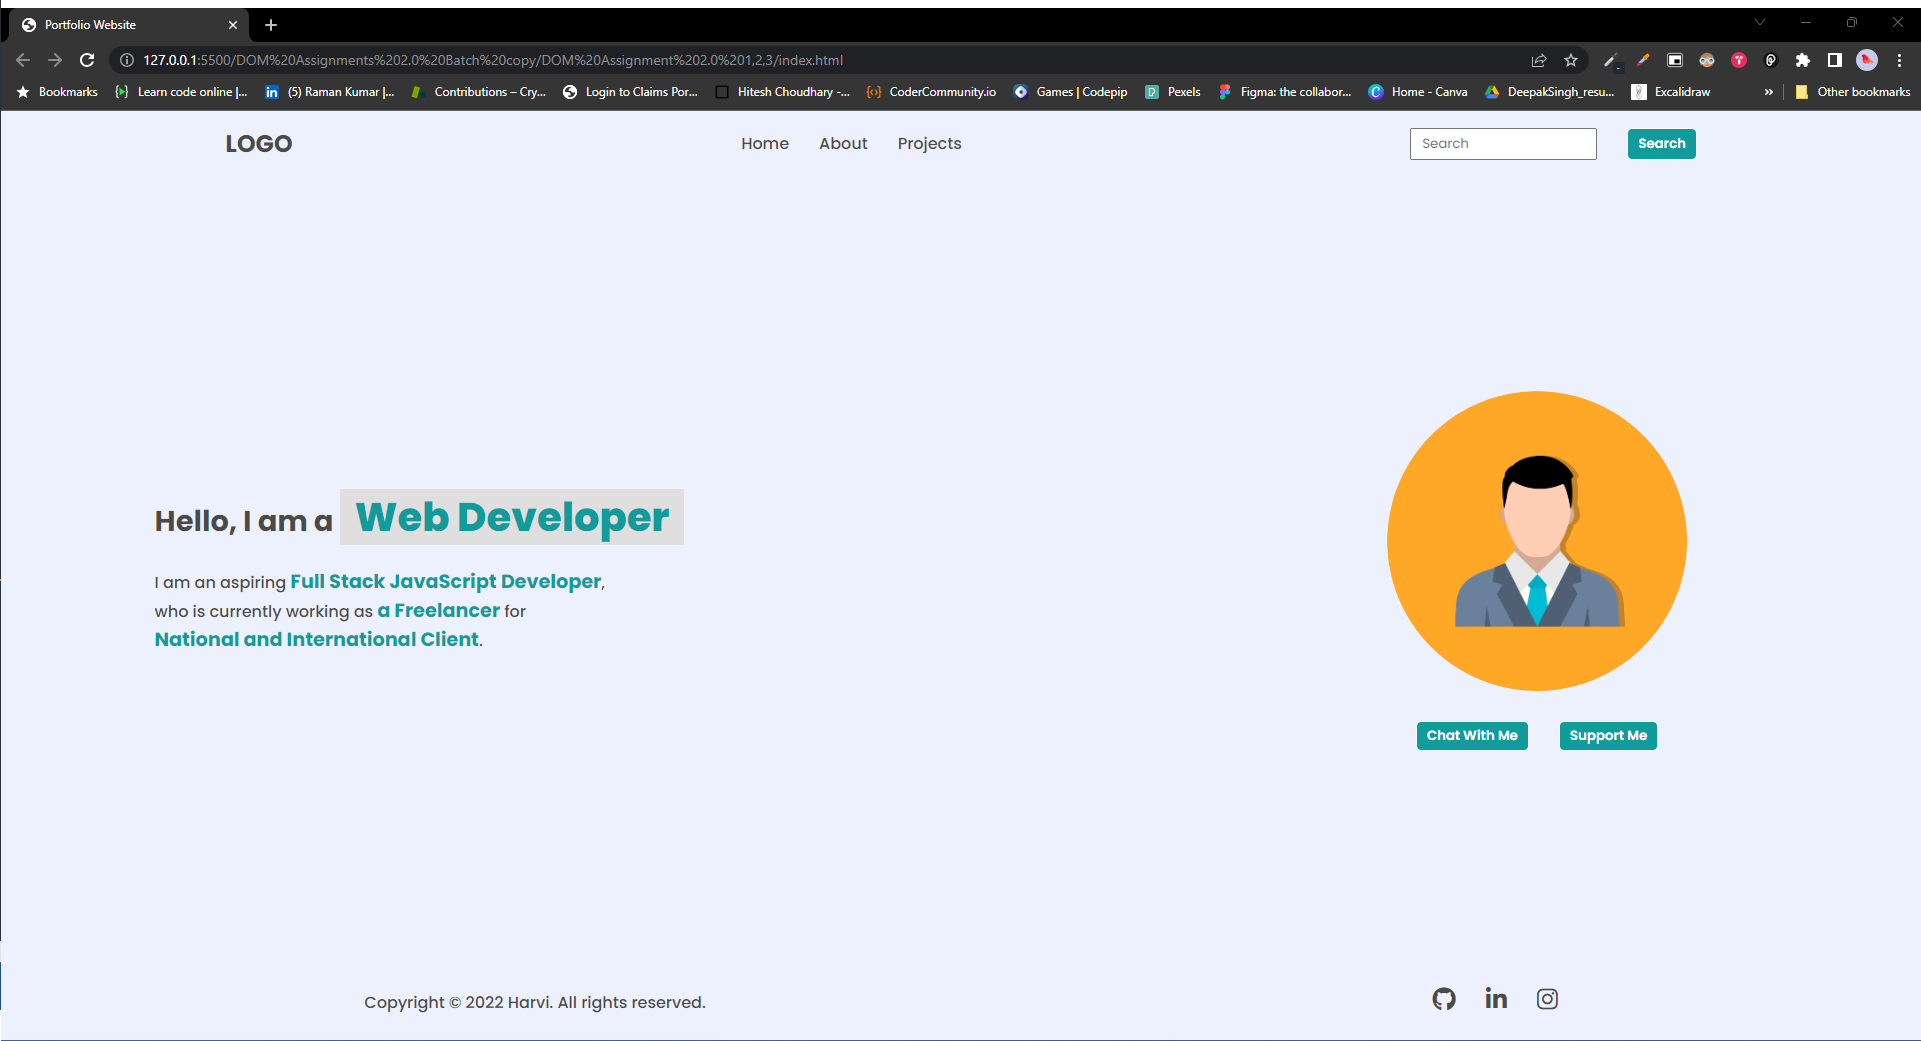 Portfolio Website
127.0.0.1:5500/DOM%20Assignments%202.0%20Batch%20copy/DOM%20Assignment%202.0%201,2,3/index.html
Bookmarks Learn code online |... (5) Raman Kumar |... Contributions – Cry... Login to Claims Por... Hitesh Choudhary -... CoderCommunity.io Games | Codepip Pexels Figma: the collabor... Home - Canva DeepakSingh_resu... Excalidraw » Other bookmarks
LOGO Home About Projects Search Search
Hello, I am a Web Developer
I am an aspiring Full Stack JavaScript Developer,
who is currently working as a Freelancer for
National and International Client.
Chat With Me Support Me
Copyright © 2022 Harvi. All rights reserved.